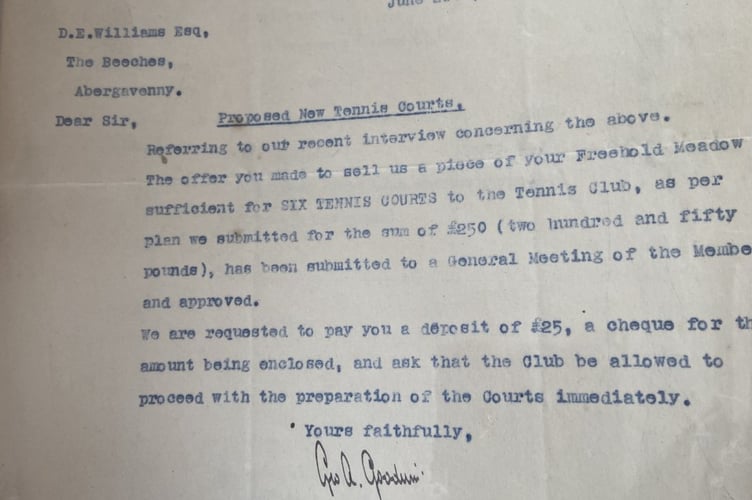 June
D.E.Williams Esq,
The Beeches,
Abergavenny.
Dear Sir,
Proposed New Tennis Courts.
Referring to our recent interview concerning the above.
The offer you made to sell us a piece of your Freehold Meadow
sufficient for SIX TENNIS COURTS to the Tennis Club, as per
plan we submitted for the sum of £250 (two hundred and fifty
pounds), has been submitted to a General Meeting of the Membe
and approved.
We are requested to pay you a deposit of £25, a cheque for th
amount being enclosed, and ask that the Club be allowed to
proceed with the preparation of the Courts immediately.
Yours faithfully,
Geo A. Goodwin